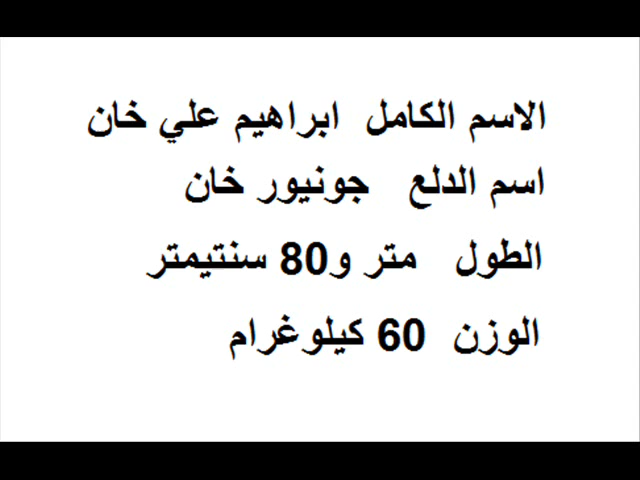 الاسم الكامل ابراهيم علي خان
اسم الدلع جونيور خان
الطول متر و80 سنتيمتر
الوزن 60 كيلوغرام